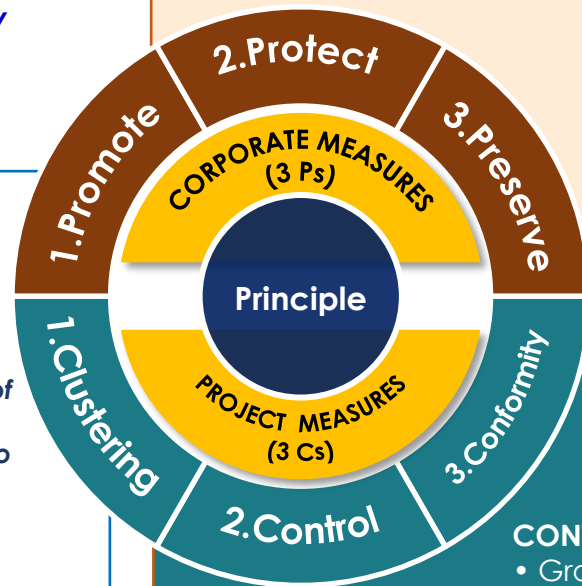 2.Protect
1.Promote
3.Preserve
CORPORATE MEASURES
(3 Ps)
Principle
PROJECT MEASURES
(3 Cs)
1.Clustering
2.Control
3.Conformity
of
CON